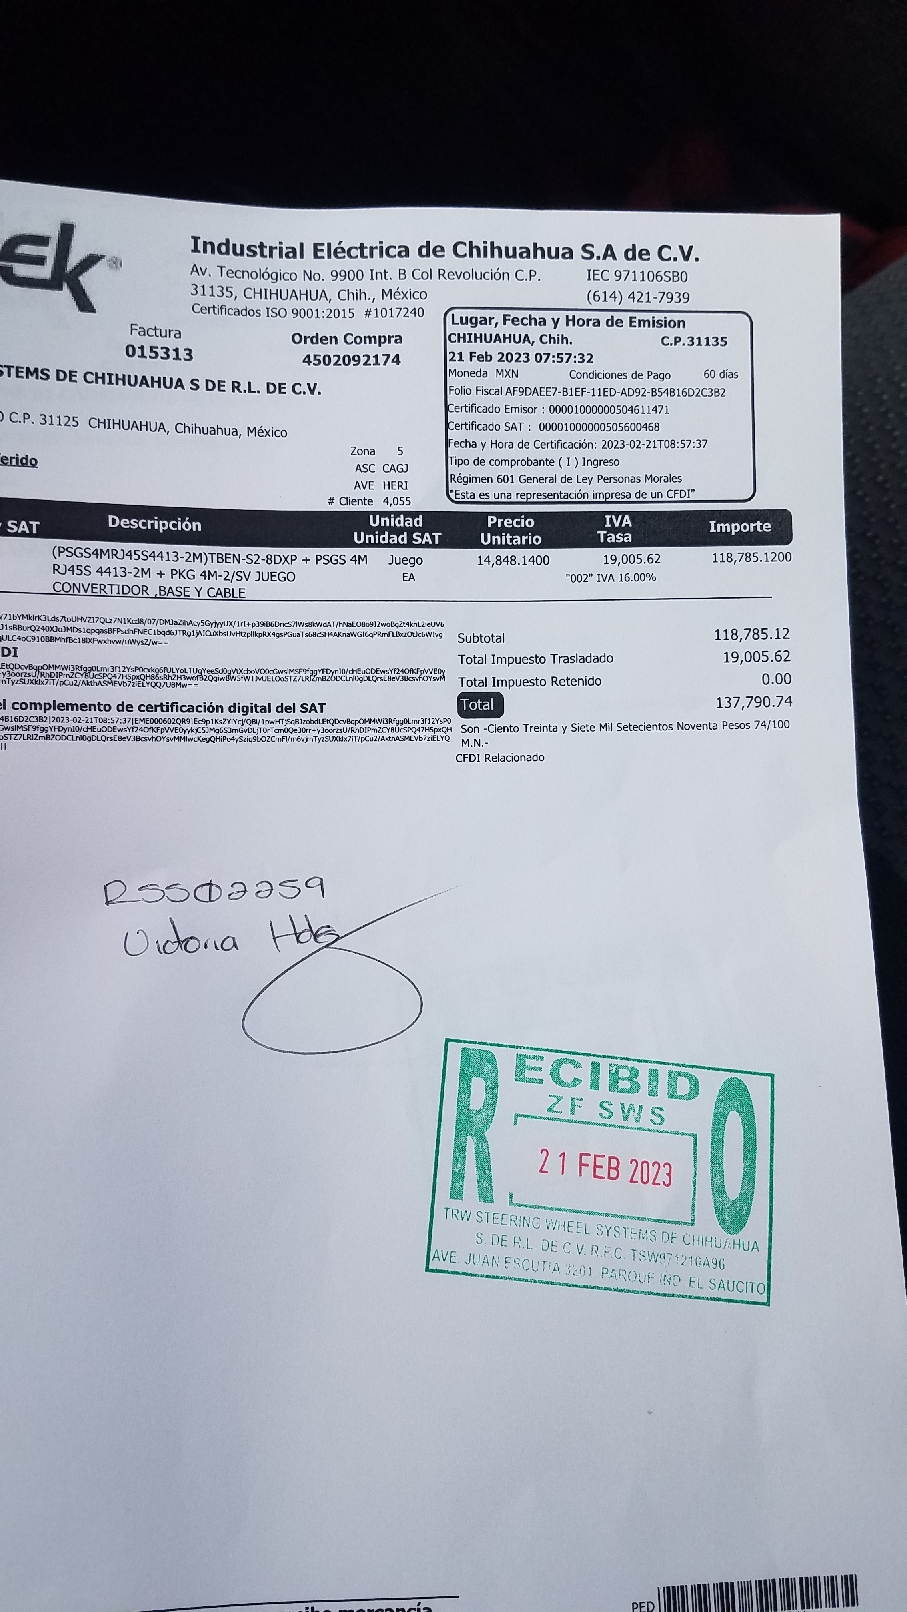 Ek
Industrial Eléctrica de Chihuahua S.A de C.V.
Av. Tecnológico No. 9900 Int. B Col Revolución C.P.
IEC 971106SB0
31135, CHIHUAHUA, Chih., México
(614) 421-7939
Certificados ISO 9001:2015 #1017240
Factura
015313
Orden Compra
4502092174
Lugar, Fecha y Hora de Emision
CHIHUAHUA, Chih. C.P.31135
21 Feb 2023 07:57:32
Moneda MXN Condiciones de Pago 60 días
Folio Fiscal AF9DAEE7-B1EF-11ED-AD92-B54B16D2C3B2
Certificado Emisor : 00001000000504611471
Certificado SAT : 00001000000505600468
Fecha y Hora de Certificación: 2023-02-21T08:57:37
Tipo de comprobante ( I ) Ingreso
Régimen 601 General de Ley Personas Morales
"Esta es una representación impresa de un CFDI"
STEMS DE CHIHUAHUA S DE R.L. DE C.V.
C.P. 31125 CHIHUAHUA, Chihuahua, México
erido
Zona 5
ASC CAGJ
AVE HERI
# Cliente 4,055
SAT Descripción Unidad Unidad SAT Precio Unitario IVA Tasa Importe
(PSGS4MRJ45S4413-2M)TBEN-S2-8DXP + PSGS 4M Juego 14,848.1400 19,005.62 118,785.1200
RJ45S 4413-2M + PKG 4M-2/SV JUEGO EA "002" IVA 16.00%
CONVERTIDOR ,BASE Y CABLE
Subtotal 118,785.12
Total Impuesto Trasladado 19,005.62
Total Impuesto Retenido 0.00
Total 137,790.74
Son -Ciento Treinta y Siete Mil Setecientos Noventa Pesos 74/100
M.N.-
CFDI Relacionado
DI
el complemento de certificación digital del SAT
Victoria Hdg
RECIBIDO
ZF SWS
21 FEB 2023
TRW STEERING WHEEL SYSTEMS DE CHIHUAHUA
S. DE R.L. DE C.V. R.F.C. TSW971216A96
AVE. JUAN ESCUTIA 3201 PARQUE IND. EL SAUCITO
mercancía
PED